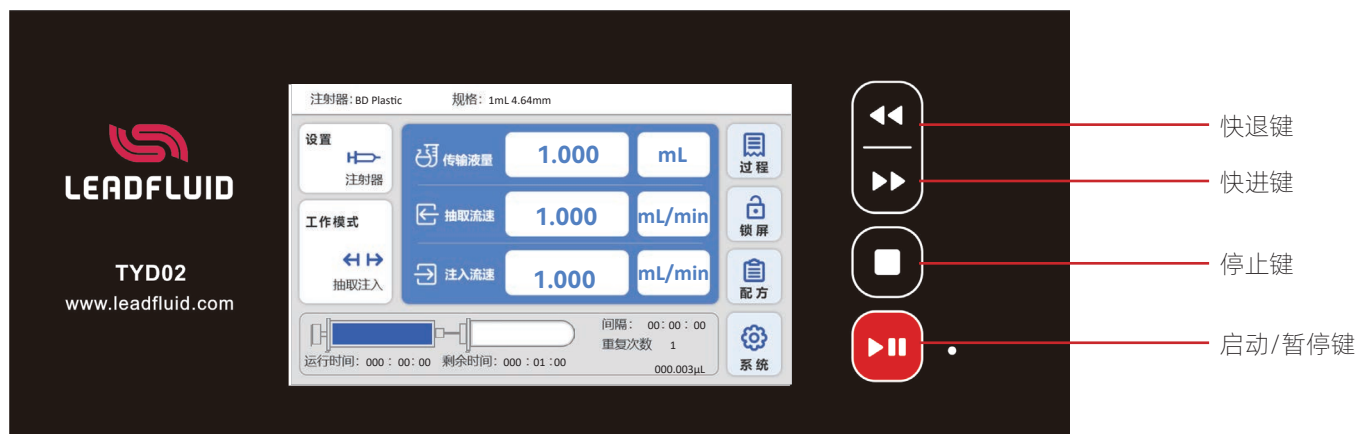 注射器：BD Plastic 规格：1mL 4.64mm
设置
注射器
传输液量 1.000 mL
过程
快退键
快进键
LEADFLUID
工作模式
抽取注入
抽取流速 1.000 mL/min
锁屏
注入流速 1.000 mL/min
配方
停止键
TYD02
www.leadfluid.com
间隔： 00：00：00
重复次数 1
运行时间：000：00：00 剩余时间：000：01：00
000.003μL
系统
启动/暂停键